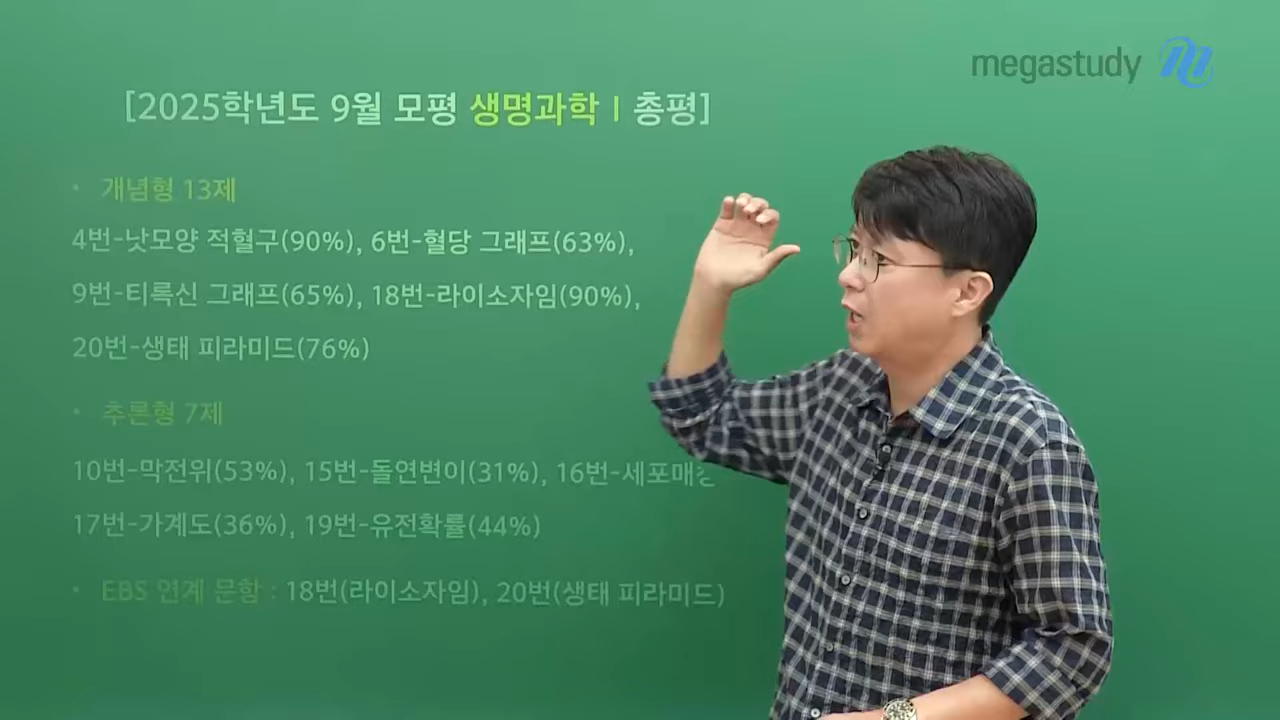 megastudy
[2025학년도 9월 모평 생명과학 I 총평]
• 개념형 13제
4번-낫모양 적혈구(90%), 6번-혈당 그래프(63%),
9번-티록신 그래프(65%), 18번-라이소자임(90%),
20번-생태 피라미드(76%)
• 추론형 7제
10번-막전위(53%), 15번-돌연변이(31%), 16번-세포매
17번-가계도(36%), 19번-유전확률(44%)
• EBS 연계 문항 : 18번(라이소자임), 20번(생태 피라미드)